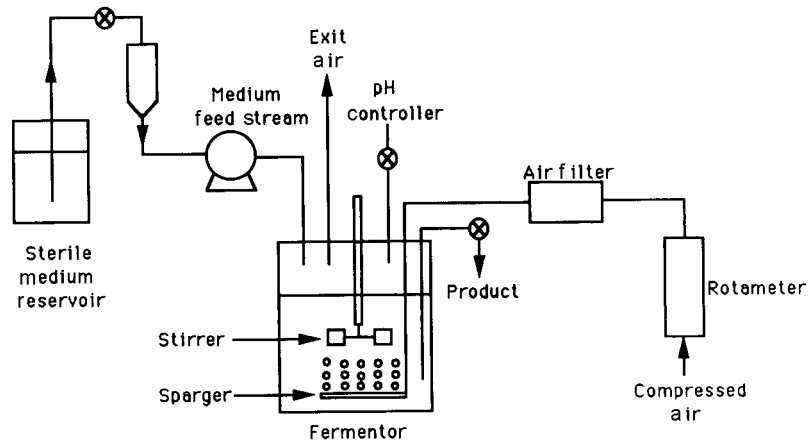 Exit
air
Medium
feed stream
pH
controller
Air filter
Sterile
medium
reservoir
Product
Rotameter
Stirrer
Sparger
Compressed
air
Fermentor